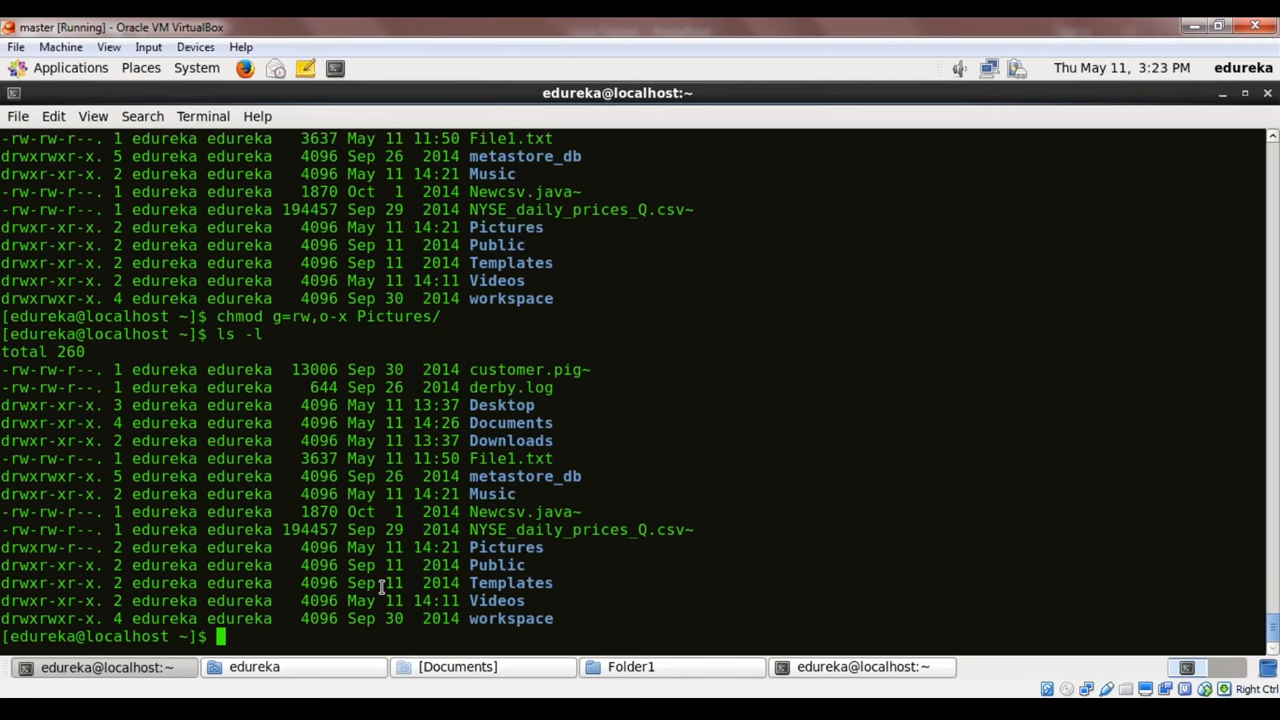 master [Running] - Oracle VM VirtualBox
File Machine View Input Devices Help
Applications Places System Thu May 11, 3:23 PM edureka
edureka@localhost:~
File Edit View Search Terminal Help
-rw-rw-r--. 1 edureka edureka   3637 May 11 11:50 File1.txt
drwxrwxr-x. 5 edureka edureka   4096 Sep 26  2014 metastore_db
drwxr-xr-x. 2 edureka edureka   4096 May 11 14:21 Music
-rw-rw-r--. 1 edureka edureka   1870 Oct  1  2014 Newcsv.java~
-rw-rw-r--. 1 edureka edureka 194457 Sep 29  2014 NYSE_daily_prices_Q.csv~
drwxr-xr-x. 2 edureka edureka   4096 May 11 14:21 Pictures
drwxr-xr-x. 2 edureka edureka   4096 Sep 11  2014 Public
drwxr-xr-x. 2 edureka edureka   4096 Sep 11  2014 Templates
drwxr-xr-x. 2 edureka edureka   4096 May 11 14:11 Videos
drwxrwxr-x. 4 edureka edureka   4096 Sep 30  2014 workspace
[edureka@localhost ~]$ chmod g=rw,o-x Pictures/
[edureka@localhost ~]$ ls -l
total 260
-rw-rw-r--. 1 edureka edureka  13006 Sep 30  2014 customer.pig~
-rw-rw-r--. 1 edureka edureka    644 Sep 26  2014 derby.log
drwxr-xr-x. 3 edureka edureka   4096 May 11 13:37 Desktop
drwxr-xr-x. 4 edureka edureka   4096 May 11 14:26 Documents
drwxr-xr-x. 2 edureka edureka   4096 May 11 13:37 Downloads
-rw-rw-r--. 1 edureka edureka   3637 May 11 11:50 File1.txt
drwxrwxr-x. 5 edureka edureka   4096 Sep 26  2014 metastore_db
drwxr-xr-x. 2 edureka edureka   4096 May 11 14:21 Music
-rw-rw-r--. 1 edureka edureka   1870 Oct  1  2014 Newcsv.java~
-rw-rw-r--. 1 edureka edureka 194457 Sep 29  2014 NYSE_daily_prices_Q.csv~
drwxrw-r--. 2 edureka edureka   4096 May 11 14:21 Pictures
drwxr-xr-x. 2 edureka edureka   4096 Sep 11  2014 Public
drwxr-xr-x. 2 edureka edureka   4096 Sep 11  2014 Templates
drwxr-xr-x. 2 edureka edureka   4096 May 11 14:11 Videos
drwxrwxr-x. 4 edureka edureka   4096 Sep 30  2014 workspace
[edureka@localhost ~]$
edureka@localhost:~ edureka [Documents] Folder1 edureka@localhost:~
Right Ctrl